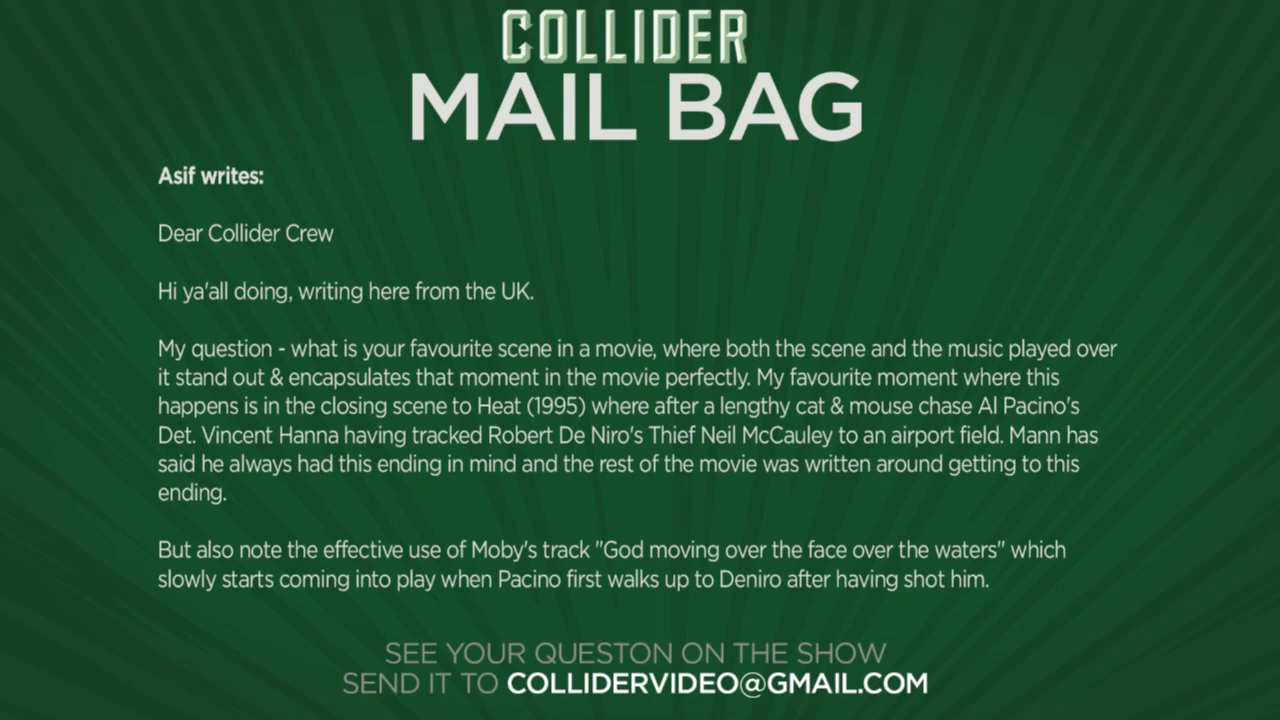 COLLIDER
MAIL BAG
Asif writes:
Dear Collider Crew
Hi ya'all doing, writing here from the UK.
My question - what is your favourite scene in a movie, where both the scene and the music played over
it stand out & encapsulates that moment in the movie perfectly. My favourite moment where this
happens is in the closing scene to Heat (1995) where after a lengthy cat & mouse chase Al Pacino's
Det. Vincent Hanna having tracked Robert De Niro's Thief Neil McCauley to an airport field. Mann has
said he always had this ending in mind and the rest of the movie was written around getting to this
ending.
But also note the effective use of Moby's track "God moving over the face over the waters" which
slowly starts coming into play when Pacino first walks up to Deniro after having shot him.
SEE YOUR QUESTON ON THE SHOW
SEND IT TO COLLIDERVIDEO@GMAIL.COM